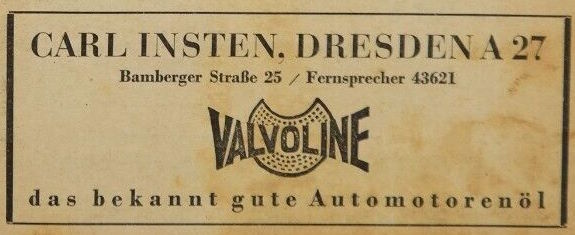 CARL INSTEN, DRESDEN A 27
Bamberger Straße 25 / Fernsprecher 43621
VALVOLINE
das bekannt gute Automotorenöl